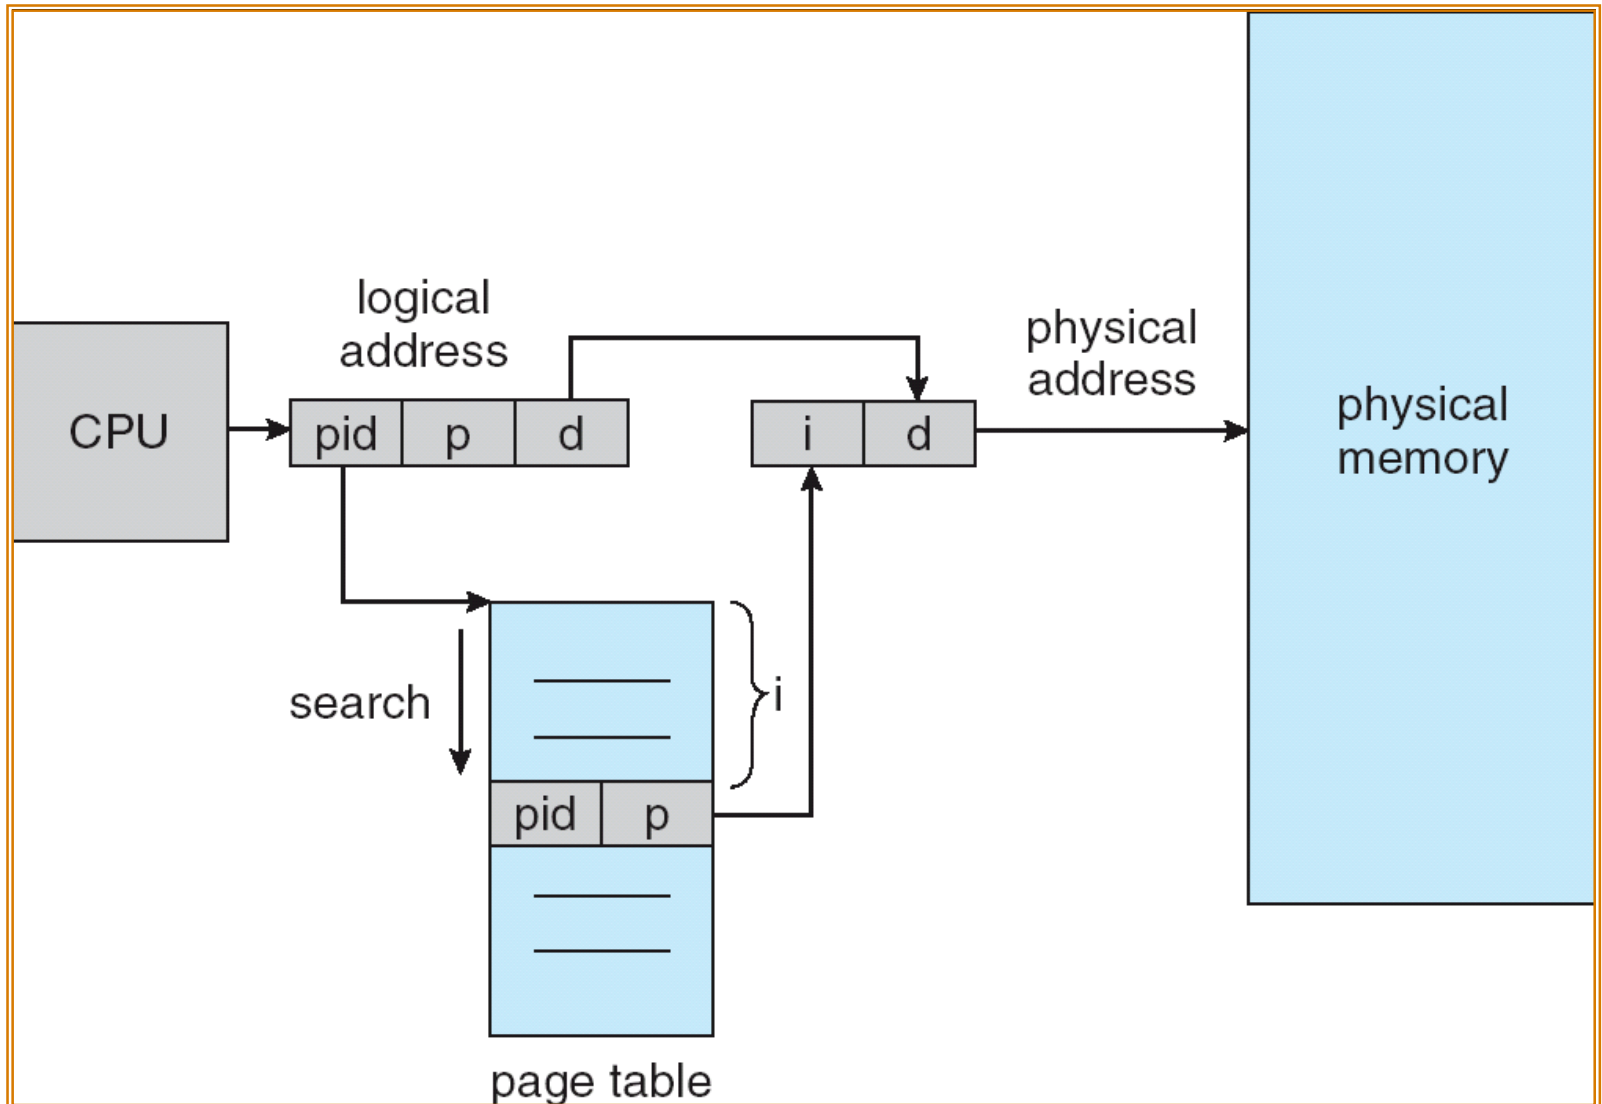 logical
address
physical
address
CPU
pid
p
d
i
d
physical
memory
search
i
pid
p
page table